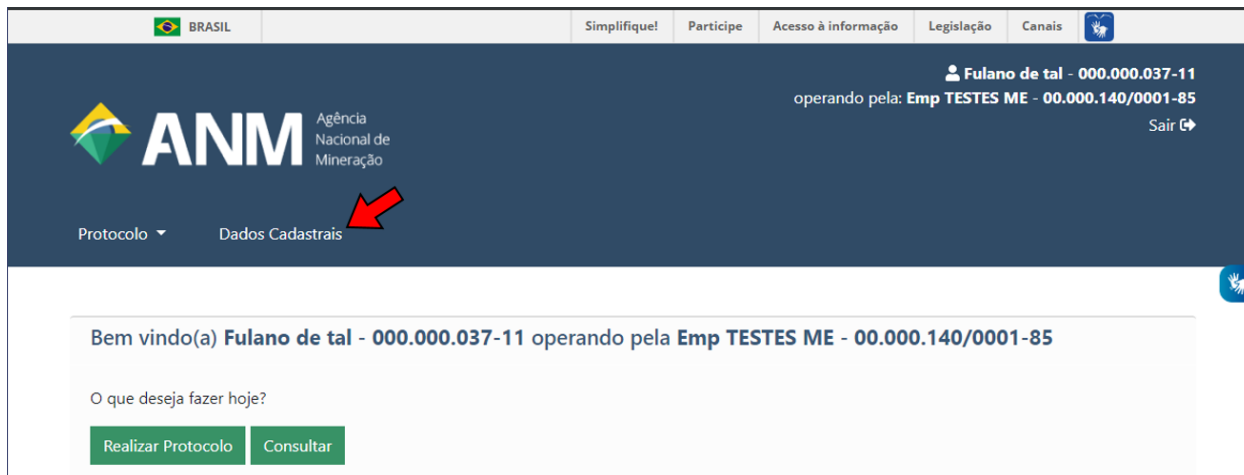 BRASIL Simplifique! Participe Acesso à informação Legislação Canais
Fulano de tal - 000.000.037-11
operando pela: Emp TESTES ME - 00.000.140/0001-85
Sair
ANM Agência
Nacional de
Mineração
Protocolo Dados Cadastrais
Bem vindo(a) Fulano de tal - 000.000.037-11 operando pela Emp TESTES ME - 00.000.140/0001-85
O que deseja fazer hoje?
Realizar Protocolo Consultar